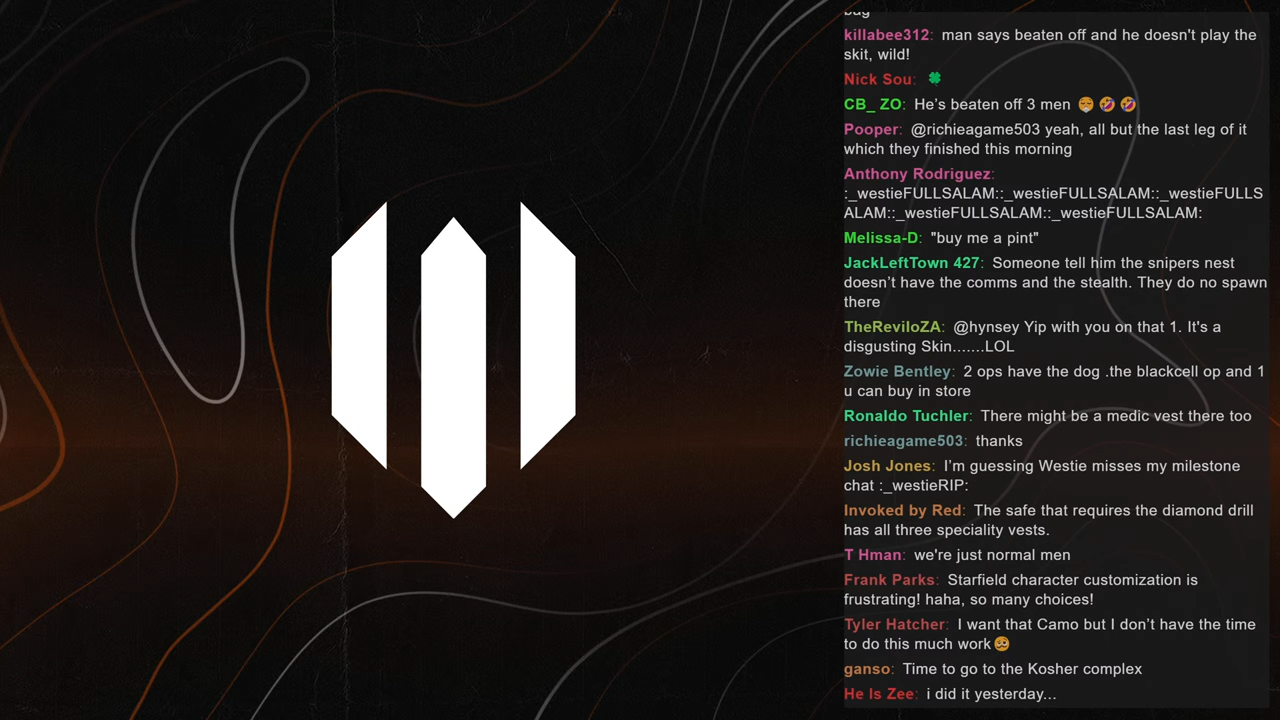 bug
killabee312: man says beaten off and he doesn't play the
skit, wild!
Nick Sou: 🍀
CB_ ZO: He's beaten off 3 men 😁 🤣 🤣
Pooper: @richieagame503 yeah, all but the last leg of it
which they finished this morning
Anthony Rodriguez:
:_westieFULLSALAM::_westieFULLSALAM::_westieFULLS
ALAM::_westieFULLSALAM::_westieFULLSALAM:
Melissa-D: "buy me a pint"
JackLeftTown 427: Someone tell him the snipers nest
doesn't have the comms and the stealth. They do no spawn
there
TheReviloZA: @hynsey Yip with you on that 1. It's a
disgusting Skin.......LOL
Zowie Bentley: 2 ops have the dog .the blackcell op and 1
u can buy in store
Ronaldo Tuchler: There might be a medic vest there too
richieagame503: thanks
Josh Jones: I'm guessing Westie misses my milestone
chat :_westieRIP:
Invoked by Red: The safe that requires the diamond drill
has all three speciality vests.
T Hman: we're just normal men
Frank Parks: Starfield character customization is
frustrating! haha, so many choices!
Tyler Hatcher: I want that Camo but I don't have the time
to do this much work🥺
ganso: Time to go to the Kosher complex
He Is Zee: i did it yesterday...